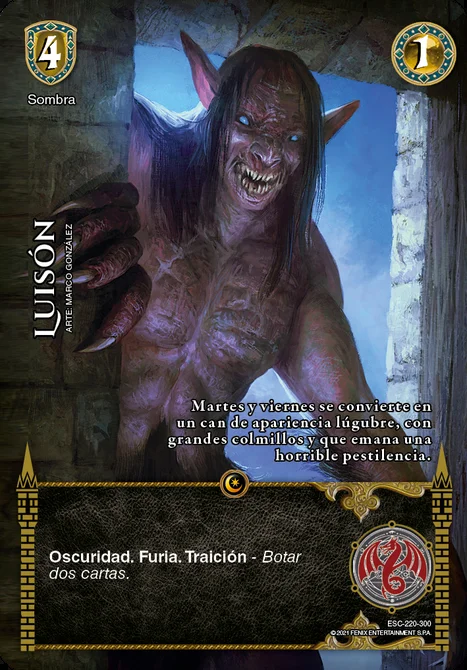 4
1
Sombra
LUISÓN
ARTE: MARCO GONZÁLEZ
Martes y viernes se convierte en
un can de apariencia lúgubre, con
grandes colmillos y que emana una
horrible pestilencia.
Oscuridad. Furia. Traición - Botar
dos cartas.
ESC-220-300
©2021 FENIX ENTERTAINMENT S.P.A.